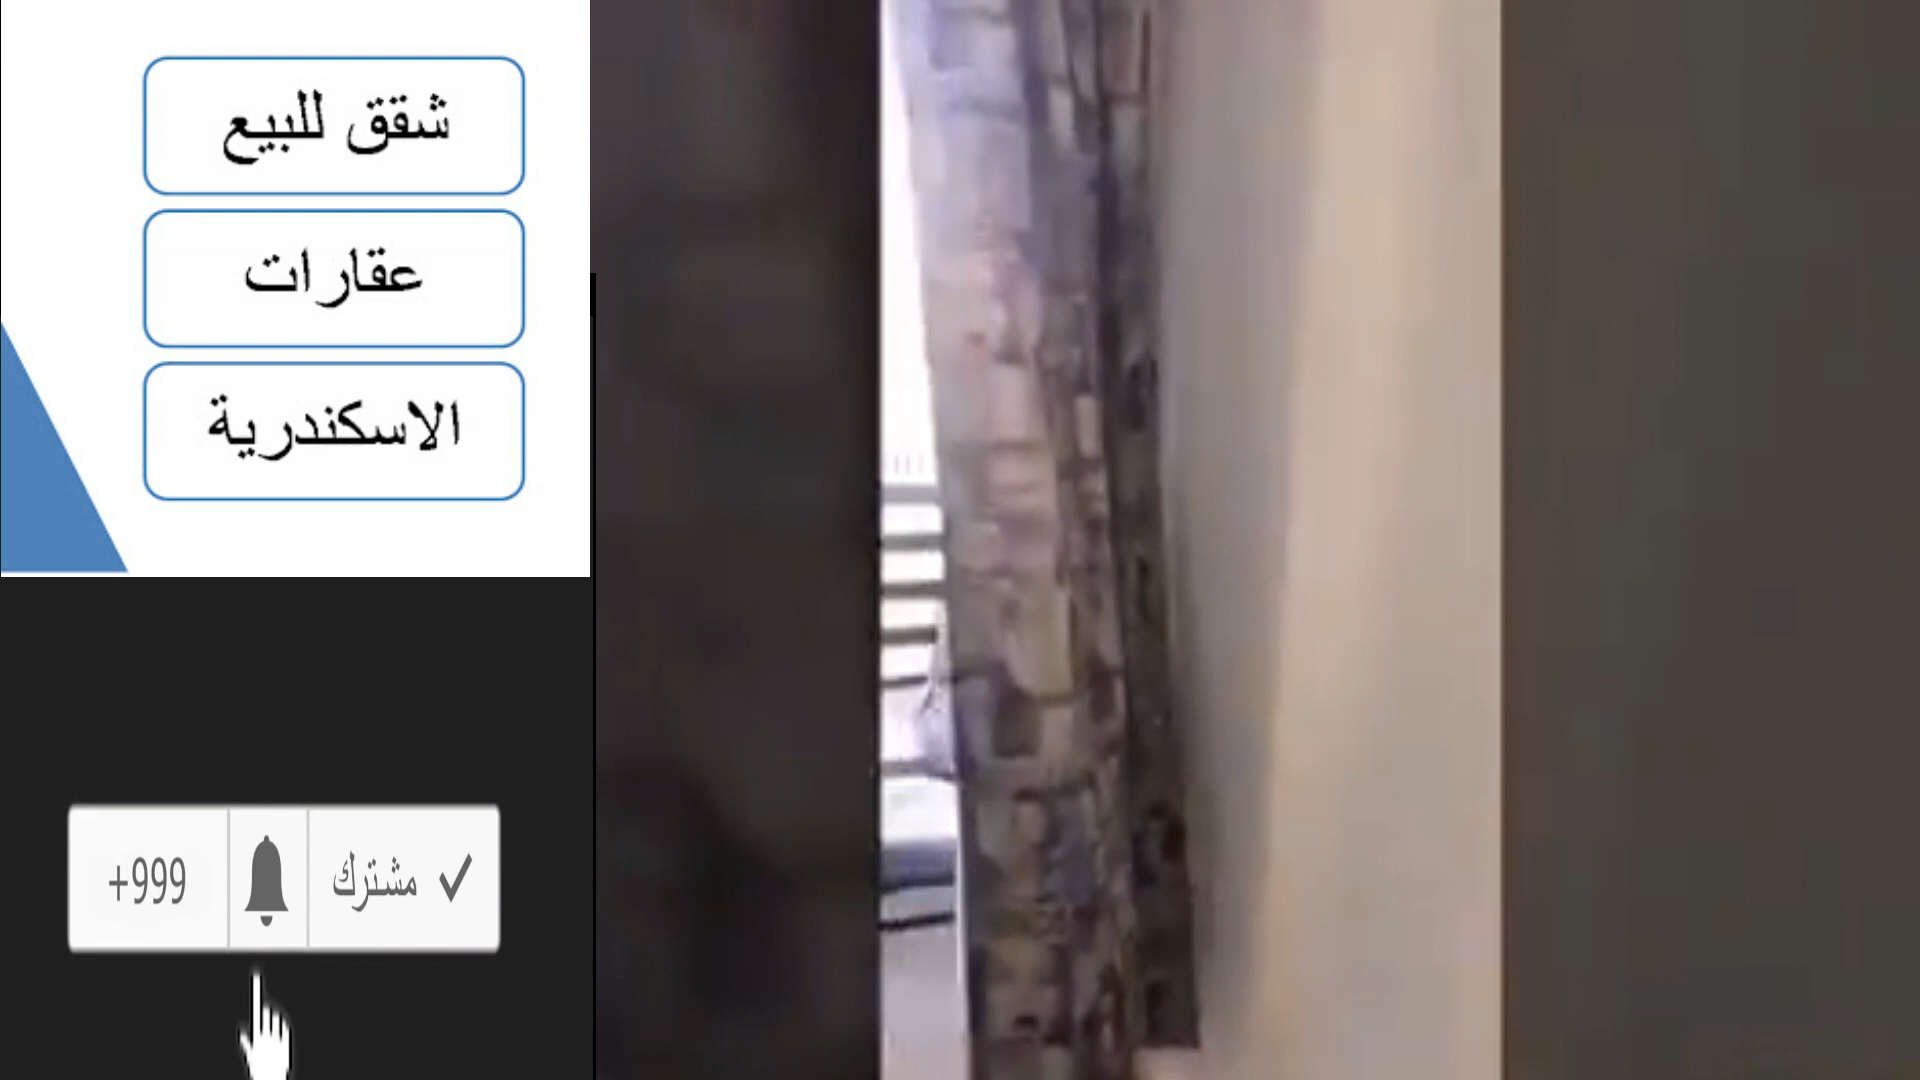 شقق للبيع
عقارات
الاسكندرية
مشترك
+999